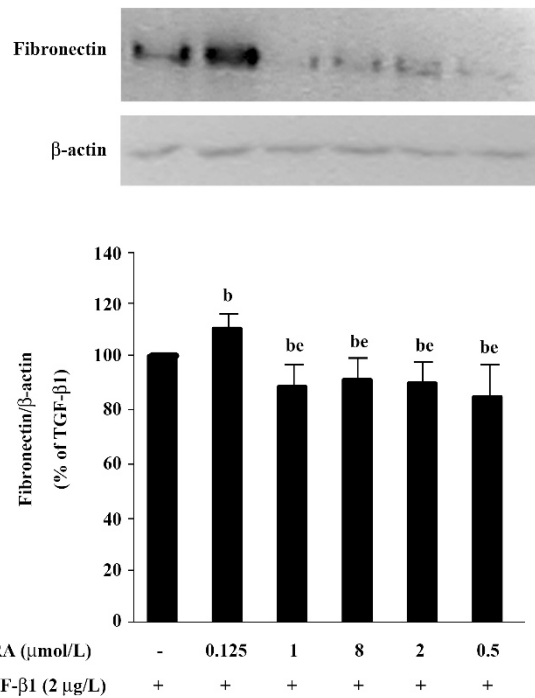 Fibronectin
β-actin
140
120
100
80
60
40
20
0
Fibronectin/β-actin
(% of TGF-β1)
b
be
be
be
be
RA (μmol/L) - 0.125 1 8 2 0.5
F-β1 (2 μg/L) + + + + + +